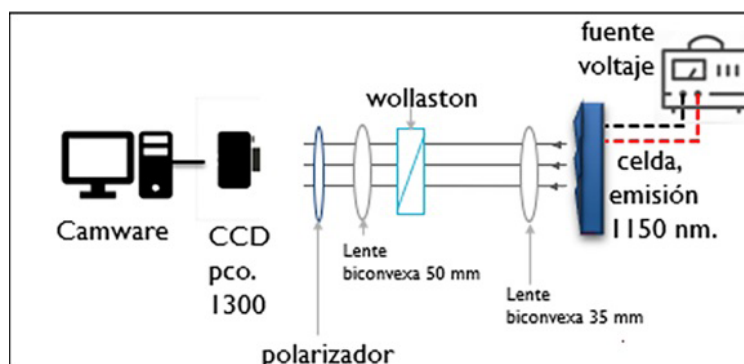 fuente
voltaje
wollaston
celda,
emisión
1150 nm.
Camware
CCD
pco.
1300
Lente
biconvexa 50 mm
Lente
biconvexa 35 mm
polarizador